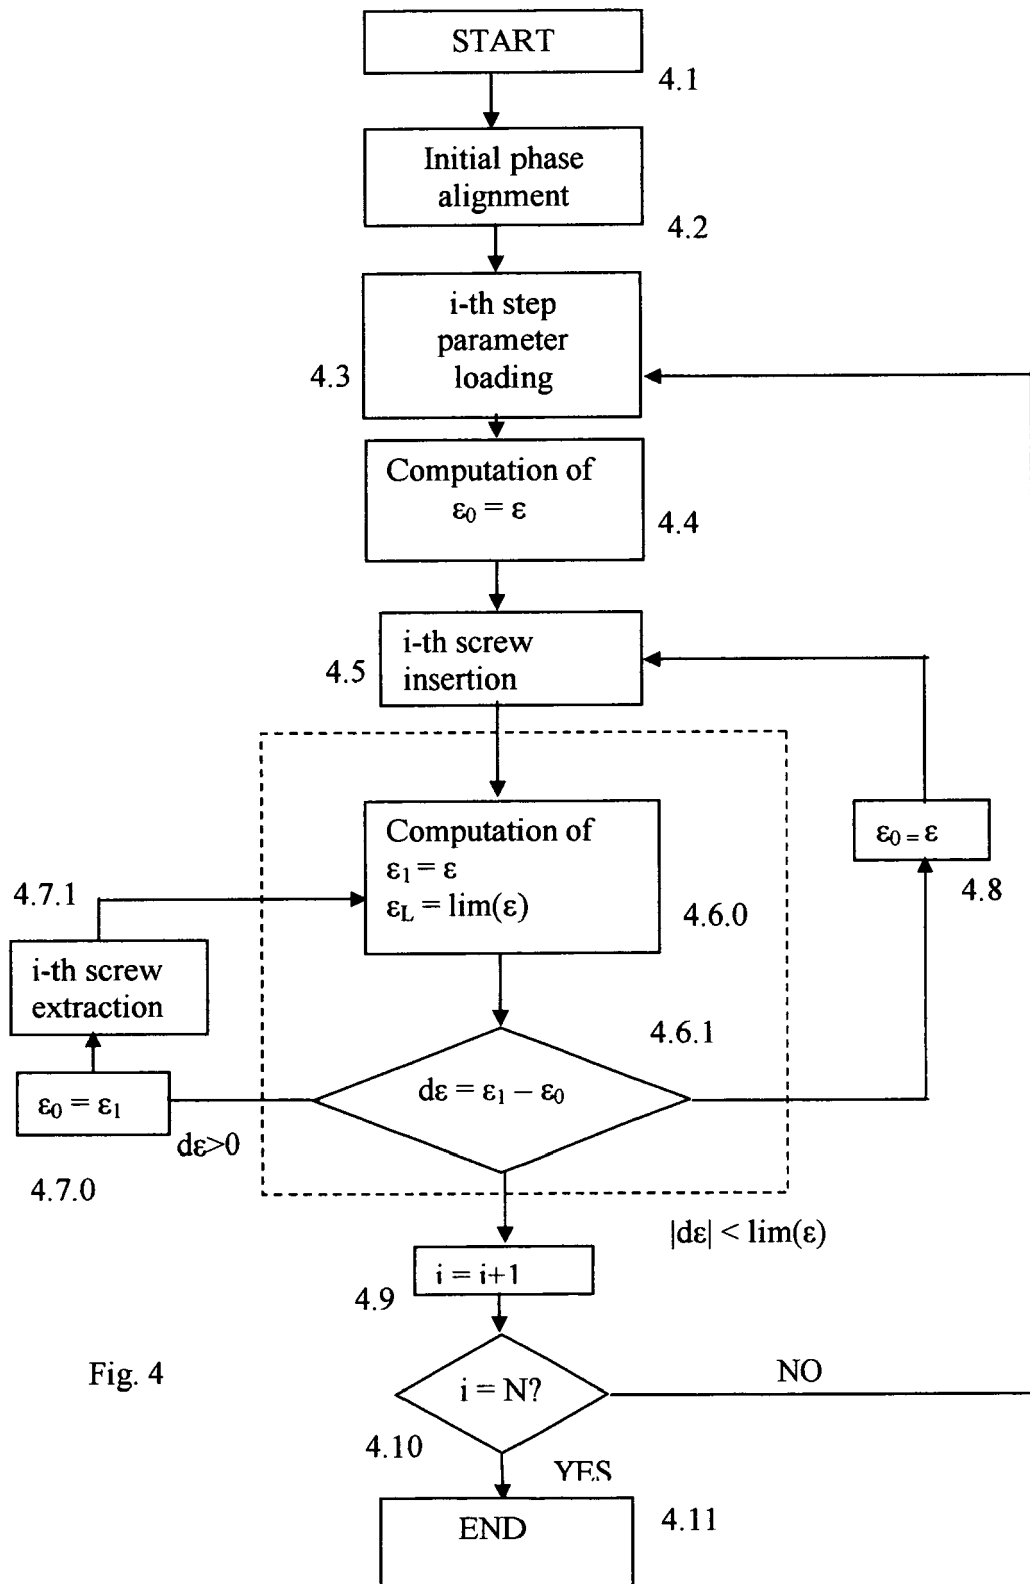 START
4.1
Initial phase
alignment
4.2
i-th step
parameter
loading
4.3
Computation of
ε₀ = ε
4.4
i-th screw
insertion
4.5
Computation of
ε₁ = ε
ε_L = lim(ε)
4.6.0
ε₀ = ε
4.8
4.7.1
i-th screw
extraction
4.6.1
dε = ε₁ – ε₀
ε₀ = ε₁
dε>0
4.7.0
|dε| < lim(ε)
i = i+1
4.9
Fig. 4
i = N?
NO
4.10
YES
END
4.11